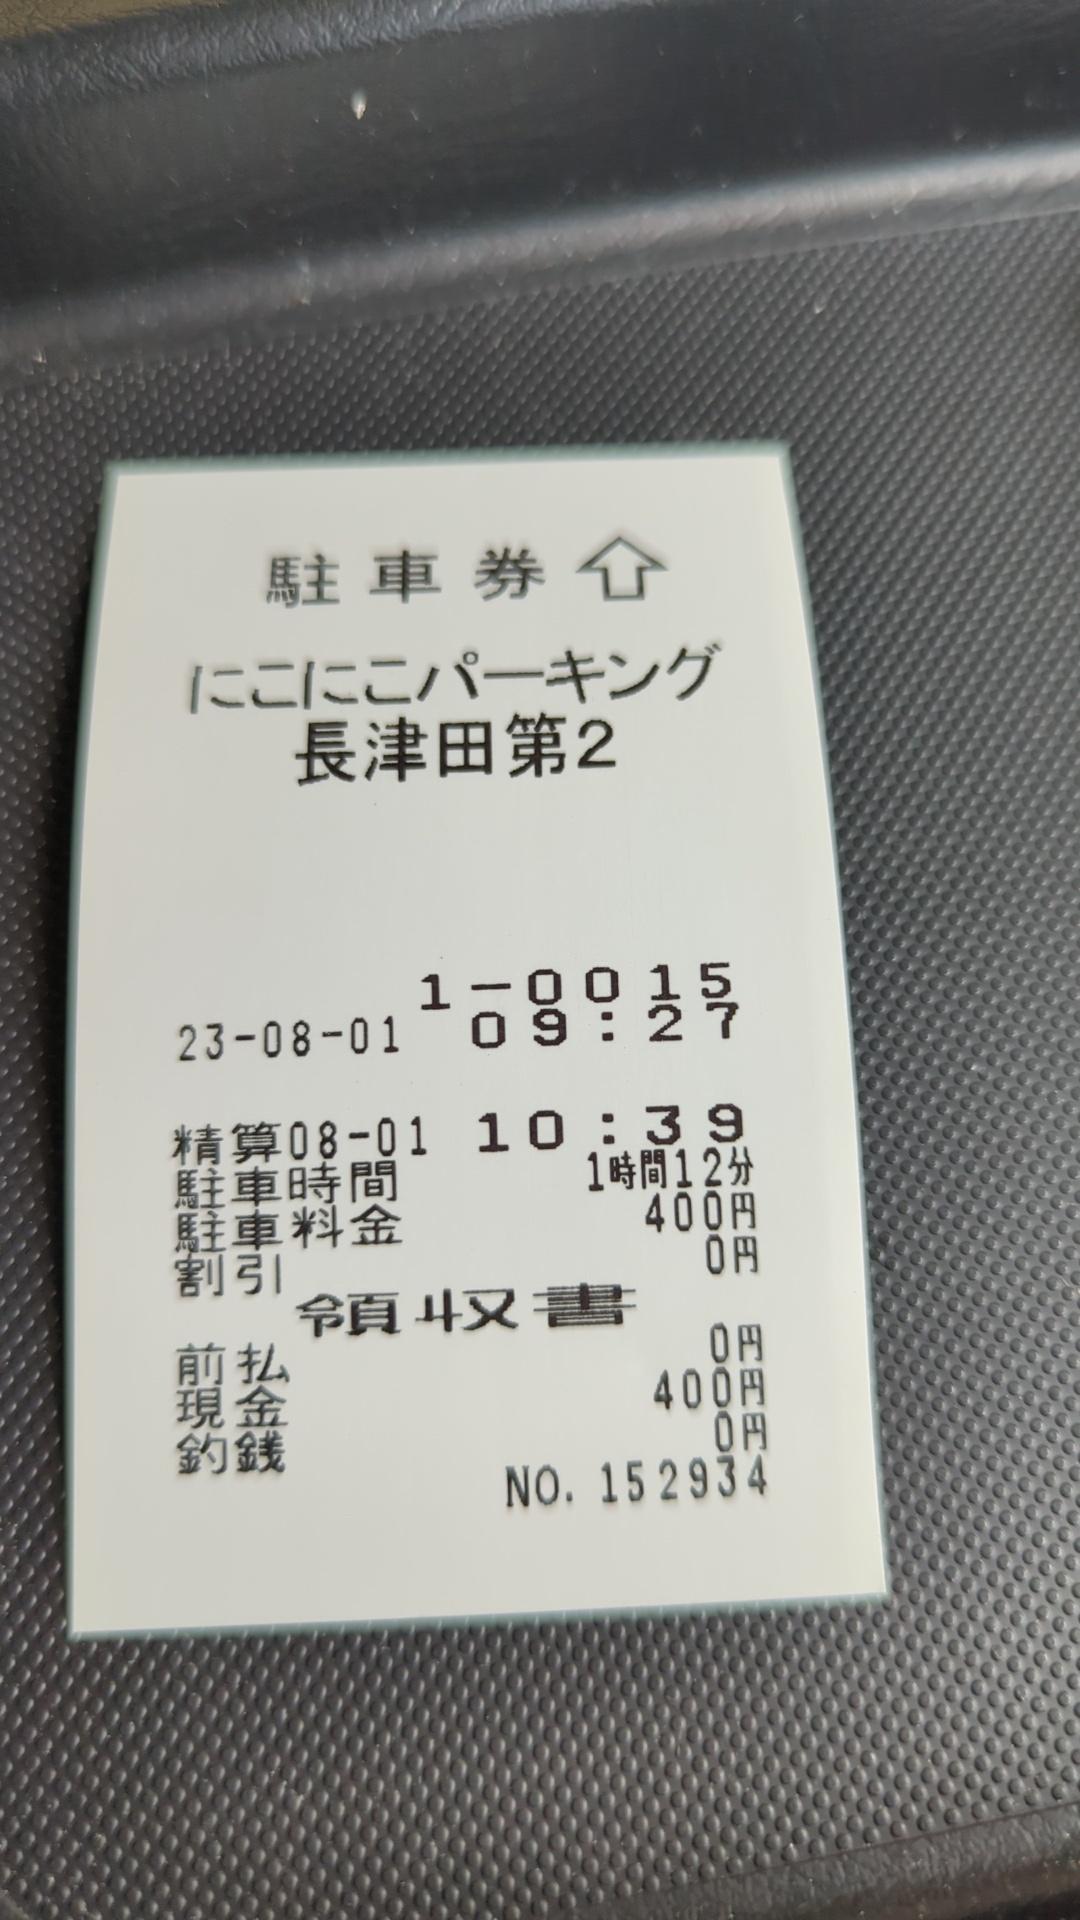 駐車券⇧
にこにこパーキング
長津田第2
1-0015
23-08-01 09:27
精算08-01 10:39
駐車時間 1時間12分
駐車料金 400円
割引 0円
領収書
前払 0円
現金 400円
釣銭 0円
NO.152934